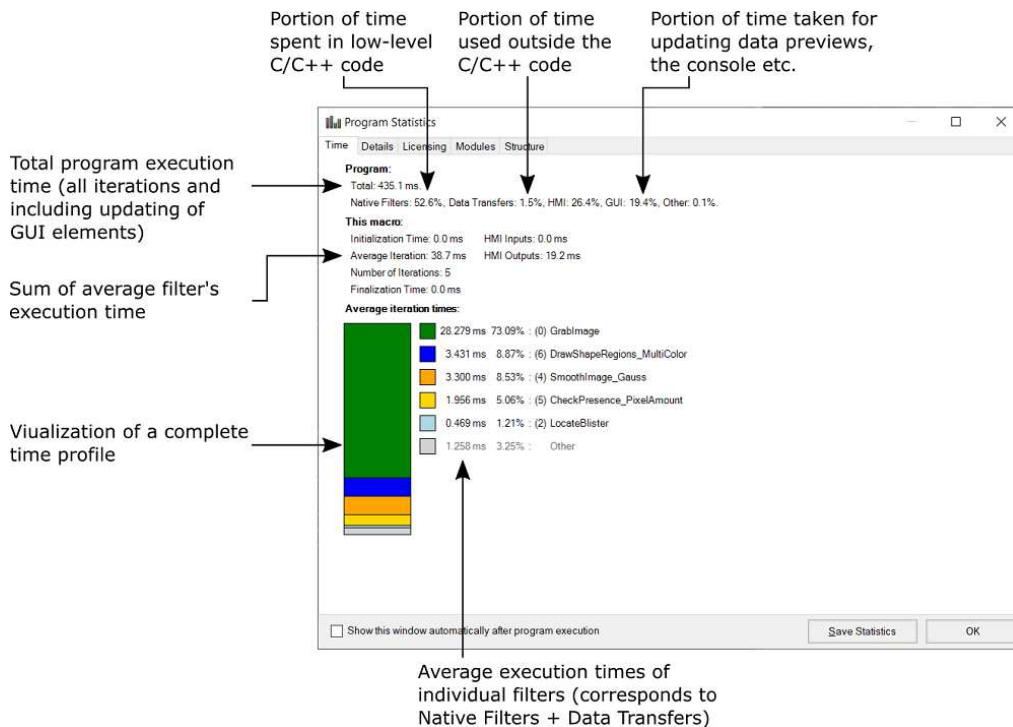 Portion of time
spent in low-level
C/C++ code
Portion of time
used outside the
C/C++ code
Portion of time taken for
updating data previews,
the console etc.
Program Statistics
Time Details Licensing Modules Structure
Total program execution
time (all iterations and
including updating of
GUI elements)
Program:
Total: 435.1 ms.
Native Filters: 52.6%, Data Transfers: 1.5%, HMI: 26.4%, GUI: 19.4%, Other: 0.1%.
This macro:
Initialization Time: 0.0 ms HMI Inputs: 0.0 ms
Average Iteration: 38.7 ms HMI Outputs: 19.2 ms
Number of Iterations: 5
Finalization Time: 0.0 ms
Sum of average filter's
execution time
Average iteration times:
28.279 ms 73.09% : (0) GrabImage
3.431 ms 8.87% : (6) DrawShapeRegions_MultiColor
3.300 ms 8.53% : (4) SmoothImage_Gauss
1.956 ms 5.06% : (5) CheckPresence_PixelAmount
0.469 ms 1.21% : (2) LocateBlister
1.258 ms 3.25% : Other
Viualization of a complete
time profile
Show this window automatically after program execution
Save Statistics
OK
Average execution times of
individual filters (corresponds to
Native Filters + Data Transfers)